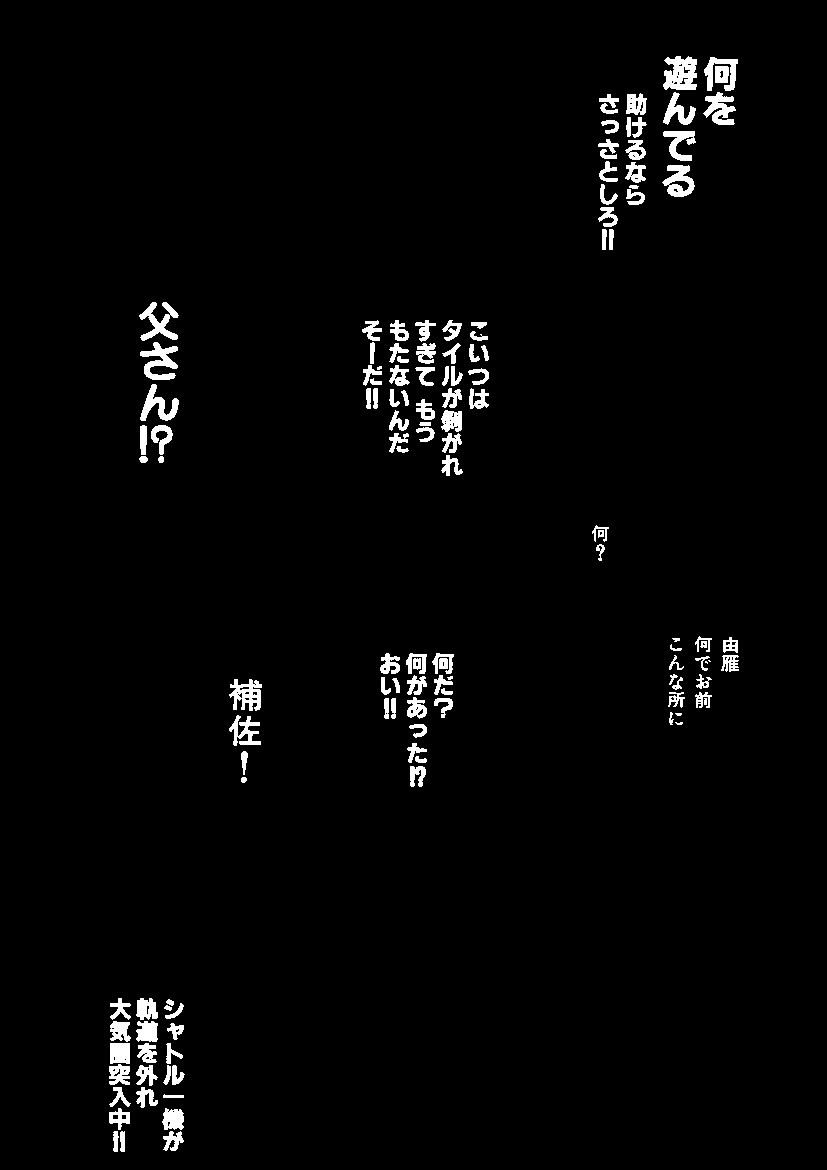 何を
遊んでる
助けるなら
さっさとしろ!!
こいつは
タイルが剝がれ
すぎて もう
もたないんだ
そーだ!!
父さん!?
何?
由雁
何でお前
こんな所に
何だ?
何があった!?
おい!!
補佐!
シャトル一機が
軌道を外れ
大気圏突入中!!